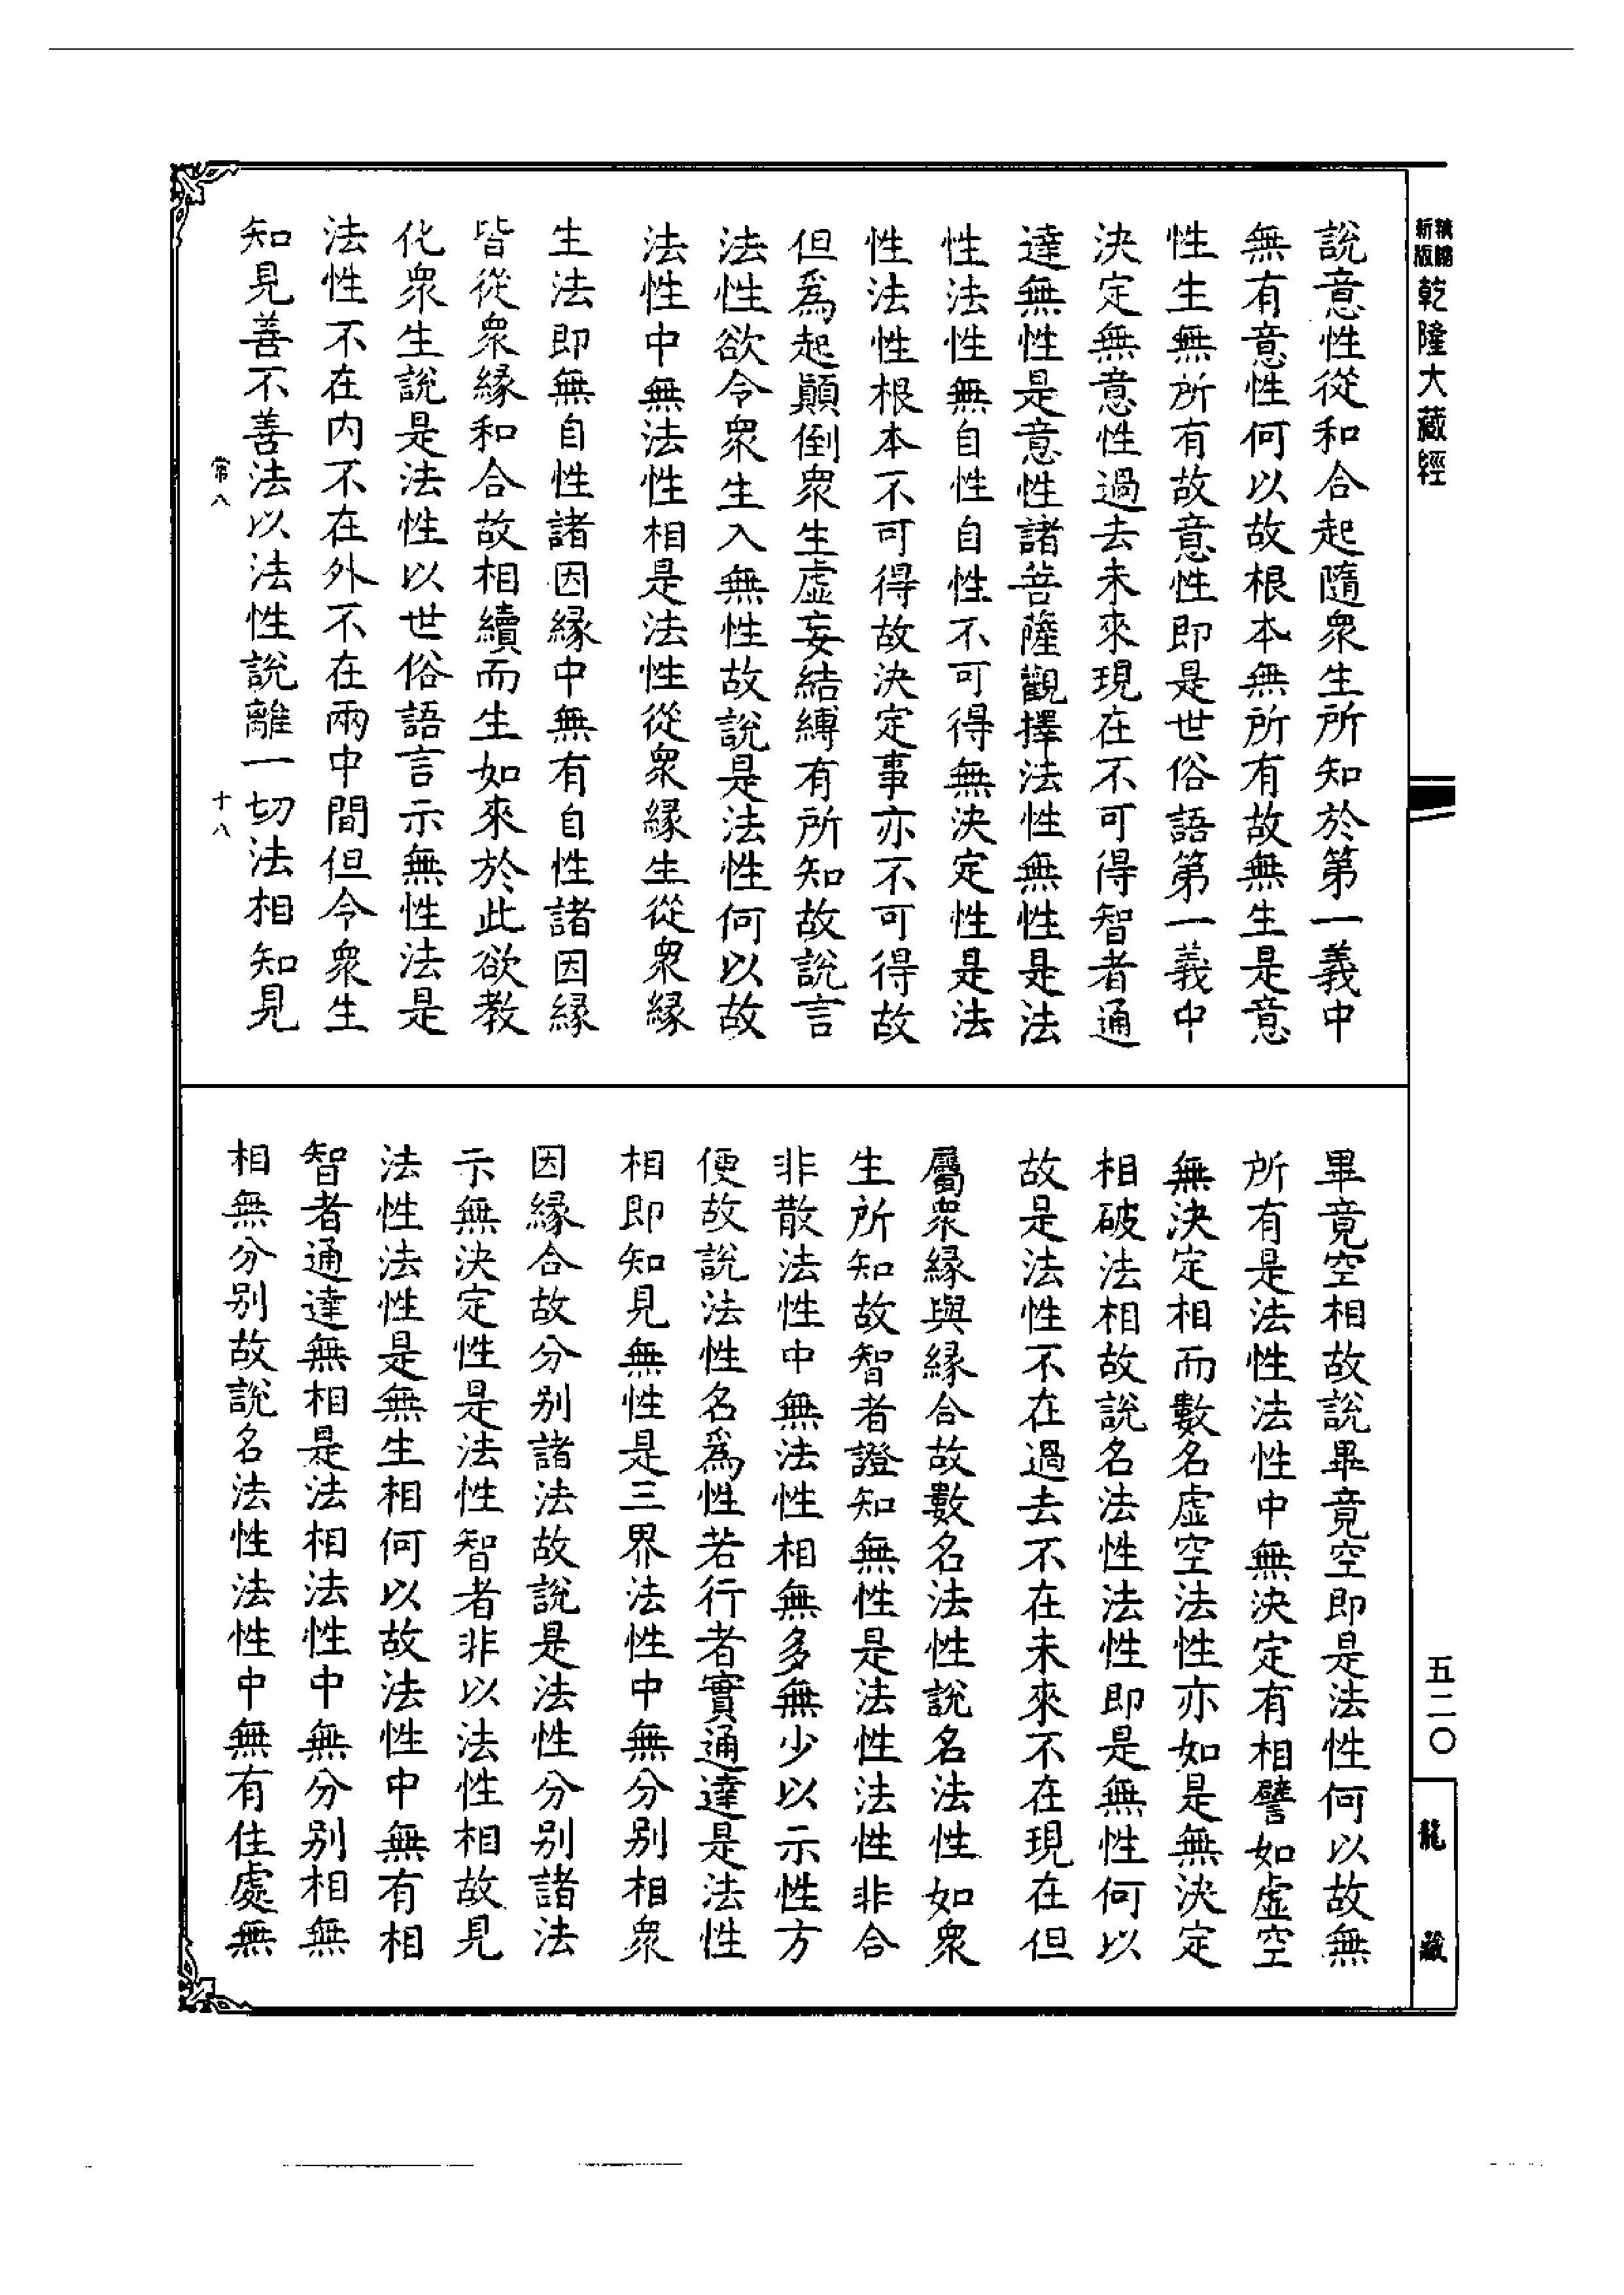 精縮
新版
乾隆大藏經
說意性從和合起隨衆生所知於第一義中
無有意性何以故根本無所有故無生是意
性生無所有故意性即是世俗語第一義中
決定無意性過去未來現在不可得智者通
達無性是意性諸菩薩觀擇法性無性是法
性法性無自性自性不可得無決定性是法
性法性根本不可得故決定事亦不可得故
但爲起顚倒衆生虛妄結縛有所知故說言
法性欲令衆生入無性故說是法性何以故
法性中無法性相是法性從衆緣生從衆緣
生法即無自性諸因緣中無有自性諸因緣
皆從衆緣和合故相續而生如來於此欲教
化衆生說是法性以世俗語言示無性法是
法性不在内不在外不在兩中間但令衆生
知見善不善法以法性說離一切法相知見
常八
十八
畢竟空相故說畢竟空即是法性何以故無
所有是法性法性中無決定有相譬如虛空
無決定相而數名虛空法性亦如是無決定
相破法相故說名法性法性即是無性何以
故是法性不在過去不在未來不在現在但
屬衆緣與緣合故數名法性說名法性如衆
生所知故智者證知無性是法性法性非合
非散法性中無法性相無多無少以示性方
便故說法性名爲性若行者實通達是法性
相即知見無性是三界法性中無分别相衆
因緣合故分别諸法故說是法性分别諸法
示無決定性是法性智者非以法性相故見
法性法性是無生相何以故法性中無有相
智者通達無相是法相法性中無分别相無
相無分别故說名法性法性中無有住處無
五二〇
龍藏